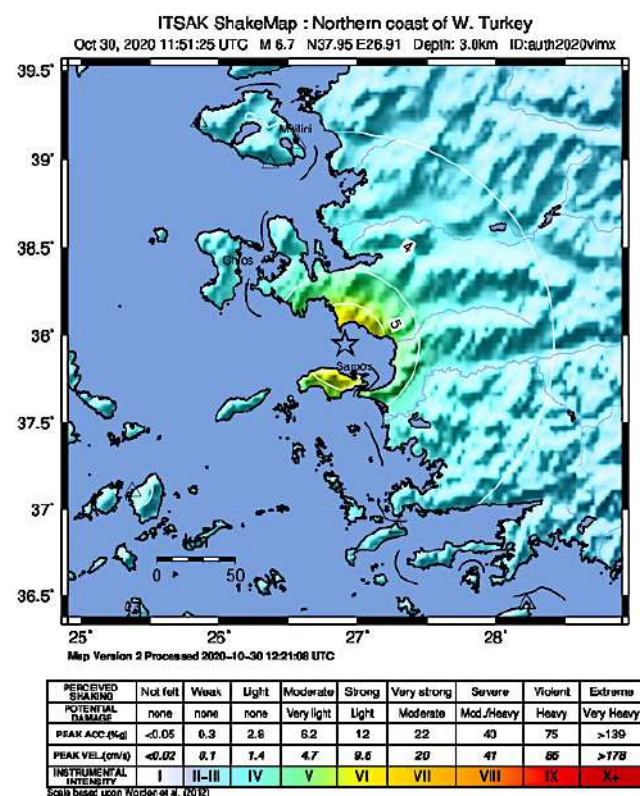 ITSAK ShakeMap : Northern coast of W. Turkey
Oct 30, 2020 11:51:25 UTC M 6.7 N37.95 E26.91 Depth: 3.0km ID:auth2020vimx
39.5˚
39˚
38.5˚
38˚
37.5˚
37˚
36.5˚
Mitilini
Chios
Samos
4
5
km
0 50
25˚ 26˚ 27˚ 28˚
Map Version 2 Processed 2020-10-30 12:21:08 UTC
PERCEIVED SHAKING Not felt Weak Light Moderate Strong Very strong Severe Violent Extreme
POTENTIAL DAMAGE none none none Very light Light Moderate Mod./Heavy Heavy Very Heavy
PEAK ACC.(%g) <0.05 0.3 2.8 6.2 12 22 40 75 >139
PEAK VEL.(cm/s) <0.02 0.1 1.4 4.7 9.6 20 41 86 >178
INSTRUMENTAL INTENSITY I II-III IV V VI VII VIII IX X+
Scale based upon Worden et al. (2012)